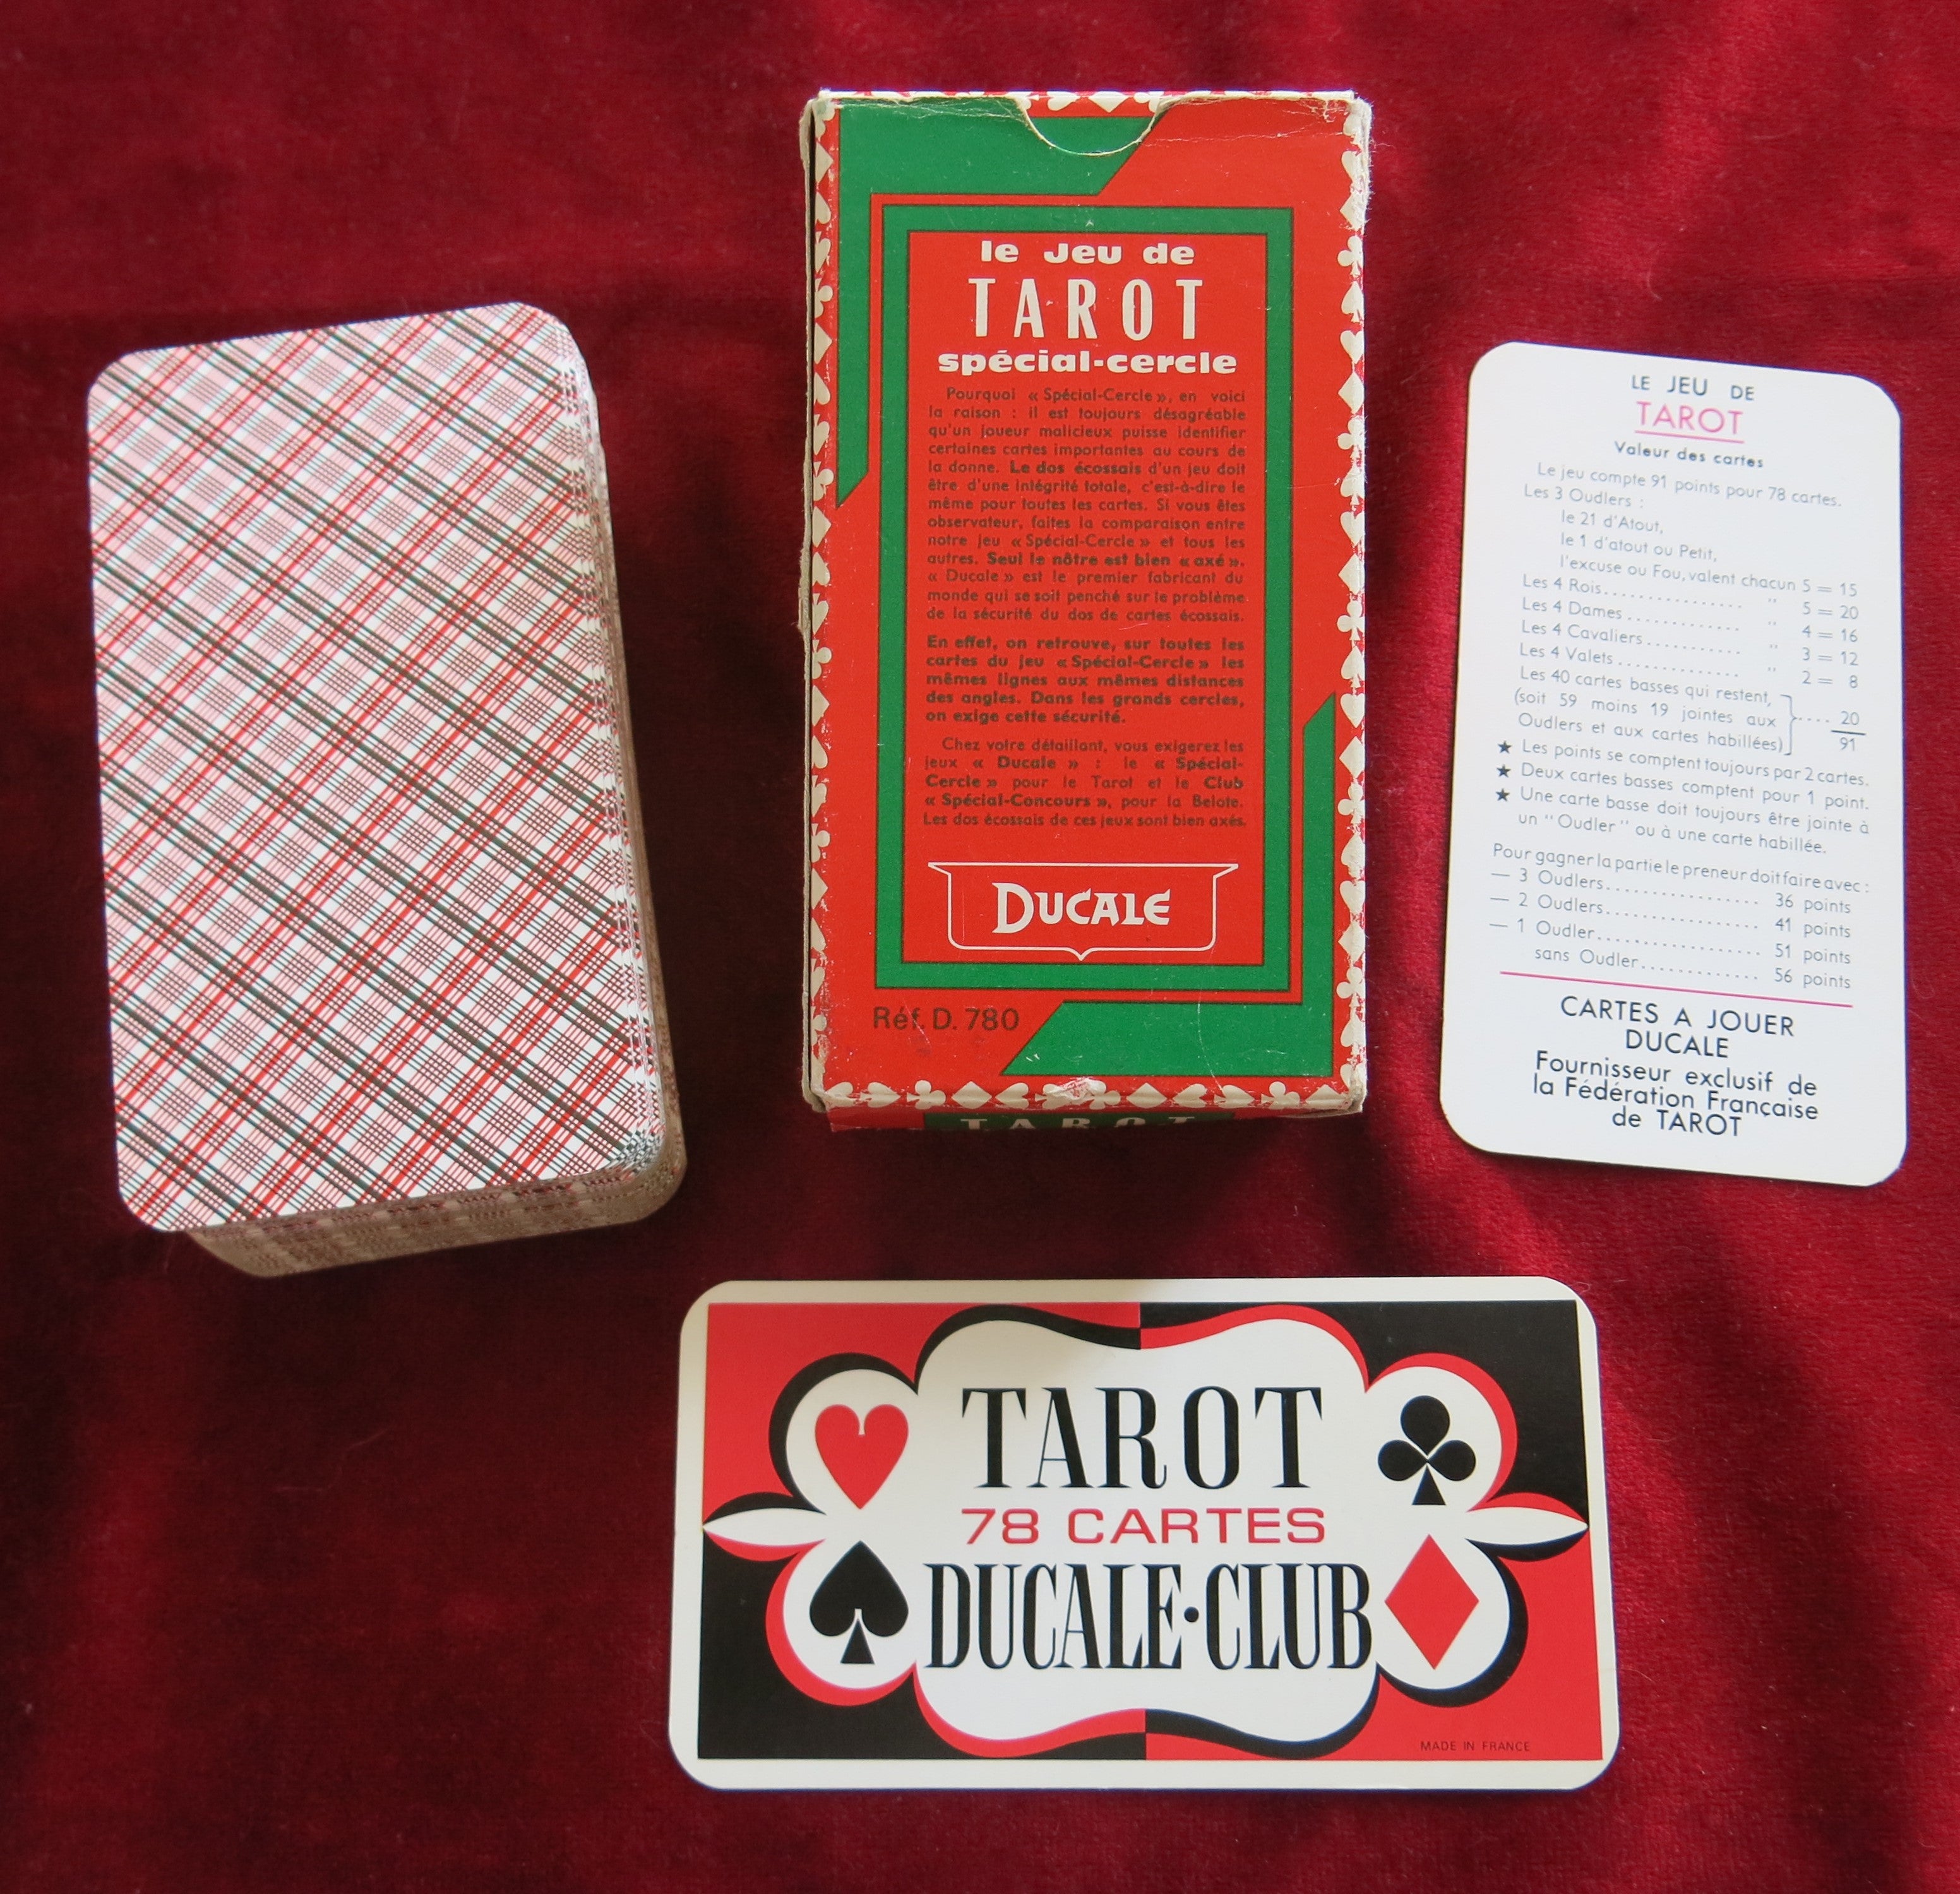 le Jeu de
TAROT
spécial-cercle
Pourquoi « Spécial-Cercle », en voici
la raison : il est toujours désagréable
qu'un joueur malicieux puisse identifier
certaines cartes importantes au cours de
la donne. Le dos écossais d'un jeu doit
être d'une intégrité totale, c'est-à-dire le
même pour toutes les cartes. Si vous êtes
observateur, faites la comparaison entre
notre jeu « Spécial-Cercle » et tous les
autres. Seul le nôtre est bien « axé ».
« Ducale » est le premier fabricant du
monde qui se soit penché sur le problème
de la sécurité du dos de cartes écossais.
En effet, on retrouve, sur toutes les
cartes du jeu « Spécial-Cercle » les
mêmes lignes aux mêmes distances
des angles. Dans les grands cercles,
on exige cette sécurité.
Chez votre détaillant, vous exigerez les
jeux « Ducale » : le « Spécial-
Cercle » pour le Tarot et le Club
« Spécial-Concours », pour la Belote.
Les dos écossais de ces jeux sont bien axés.
DUCALE
Réf. D. 780
TAROT
LE JEU DE
TAROT
Valeur des cartes
Le jeu compte 91 points pour 78 cartes.
Les 3 Oudlers :
le 21 d'Atout,
le 1 d'atout ou Petit,
l'excuse ou Fou, valent chacun 5 = 15
Les 4 Rois................ " 5 = 20
Les 4 Dames .............. " 4 = 16
Les 4 Cavaliers........... " 3 = 12
Les 4 Valets .............. " 2 = 8
Les 40 cartes basses qui restent,
(soit 59 moins 19 jointes aux .... 20
Oudlers et aux cartes habillées) 91
★ Les points se comptent toujours par 2 cartes.
★ Deux cartes basses comptent pour 1 point.
★ Une carte basse doit toujours être jointe à
un " Oudler " ou à une carte habillée.
Pour gagner la partie le preneur doit faire avec :
— 3 Oudlers.............. 36 points
— 2 Oudlers.............. 41 points
— 1 Oudler............... 51 points
sans Oudler............ 56 points
CARTES A JOUER
DUCALE
Fournisseur exclusif de
la Fédération Française
de TAROT
TAROT
78 CARTES
DUCALE·CLUB
MADE IN FRANCE